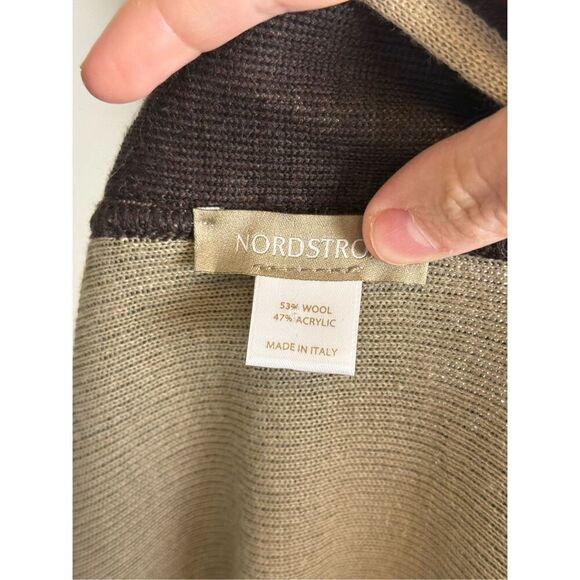 NORDSTRO
53% WOOL
47% ACRYLIC
MADE IN ITALY